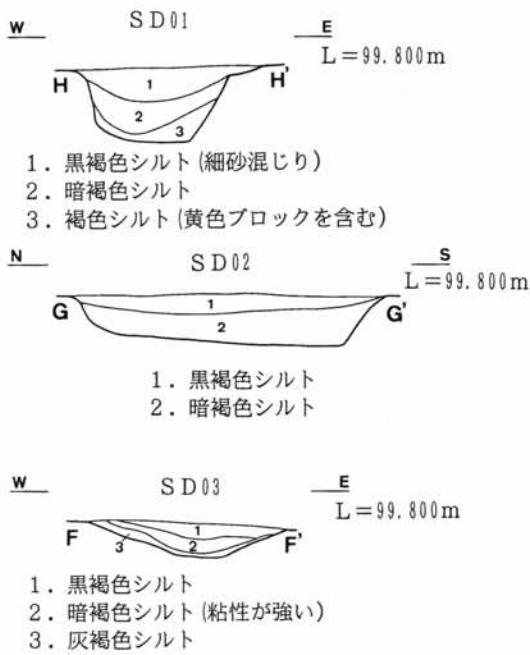 W SD01 E
L=99.800m
H H'
1
2
3
1. 黒褐色シルト(細砂混じり)
2. 暗褐色シルト
3. 褐色シルト(黄色ブロックを含む)
N SD02 S
L=99.800m
G G'
1
2
1. 黒褐色シルト
2. 暗褐色シルト
W SD03 E
L=99.800m
F F'
1
2
3
1. 黒褐色シルト
2. 暗褐色シルト(粘性が強い)
3. 灰褐色シルト